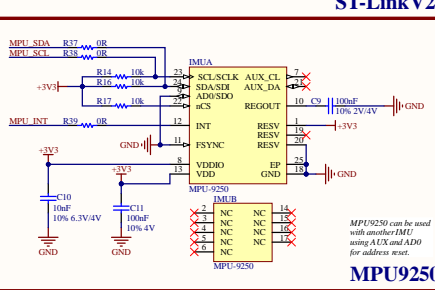 ST-LinkV2
MPU_SDA R37 0R
MPU_SCL R38 0R
IMUA
R14 10k 23 SCL/SCLK AUX_CL 7
+3V3 R16 10k 24 SDA/SDI AUX_DA 21
9 AD0/SDO
R17 10k 22 nCS REGOUT 10 C9 100nF GND
10% 2V/4V
MPU_INT R39 0R 12 INT RESV 1 +3V3
RESV 19
GND 11 FSYNC RESV 20
+3V3
8 VDDIO EP 25
+3V3 13 VDD GND 18 GND
MPU-9250
C10
10nF
10% 6.3V/4V
GND
C11
100nF
10% 4V
GND
IMUB
2 NC NC 14
3 NC NC 15
4 NC NC 16
5 NC NC 17
6 NC
MPU-9250
MPU9250 can be used
with another IMU
using AUX and AD0
for address reset.
MPU9250